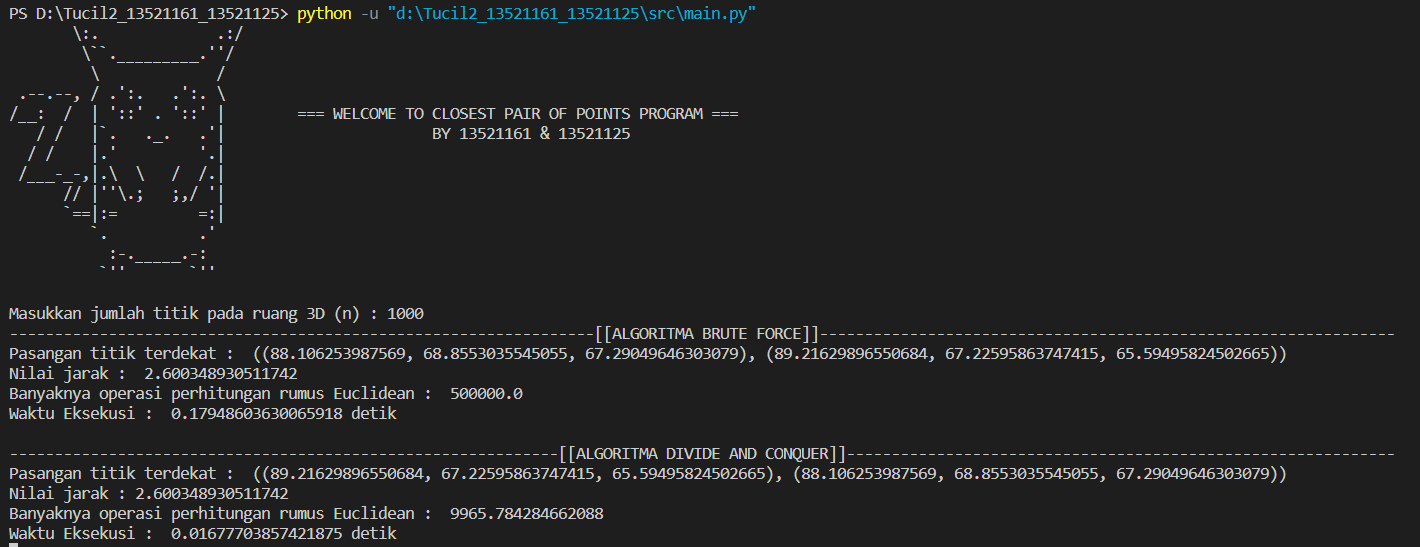 PS D:\Tucil2_13521161_13521125> python -u "d:\Tucil2_13521161_13521125\src\main.py"
=== WELCOME TO CLOSEST PAIR OF POINTS PROGRAM ===
BY 13521161 & 13521125
Masukkan jumlah titik pada ruang 3D (n) : 1000
-----------------------------------------------------------------[[ALGORITMA BRUTE FORCE]]----------------------------------------------------------------
Pasangan titik terdekat :  ((88.106253987569, 68.8553035545055, 67.29049646303079), (89.21629896550684, 67.22595863747415, 65.59495824502665))
Nilai jarak :  2.600348930511742
Banyaknya operasi perhitungan rumus Euclidean :  500000.0
Waktu Eksekusi :  0.17948603630065918 detik
-------------------------------------------------------------[[ALGORITMA DIVIDE AND CONQUER]]-------------------------------------------------------------
Pasangan titik terdekat :  ((89.21629896550684, 67.22595863747415, 65.59495824502665), (88.106253987569, 68.8553035545055, 67.29049646303079))
Nilai jarak : 2.600348930511742
Banyaknya operasi perhitungan rumus Euclidean :  9965.784284662088
Waktu Eksekusi :  0.01677703857421875 detik